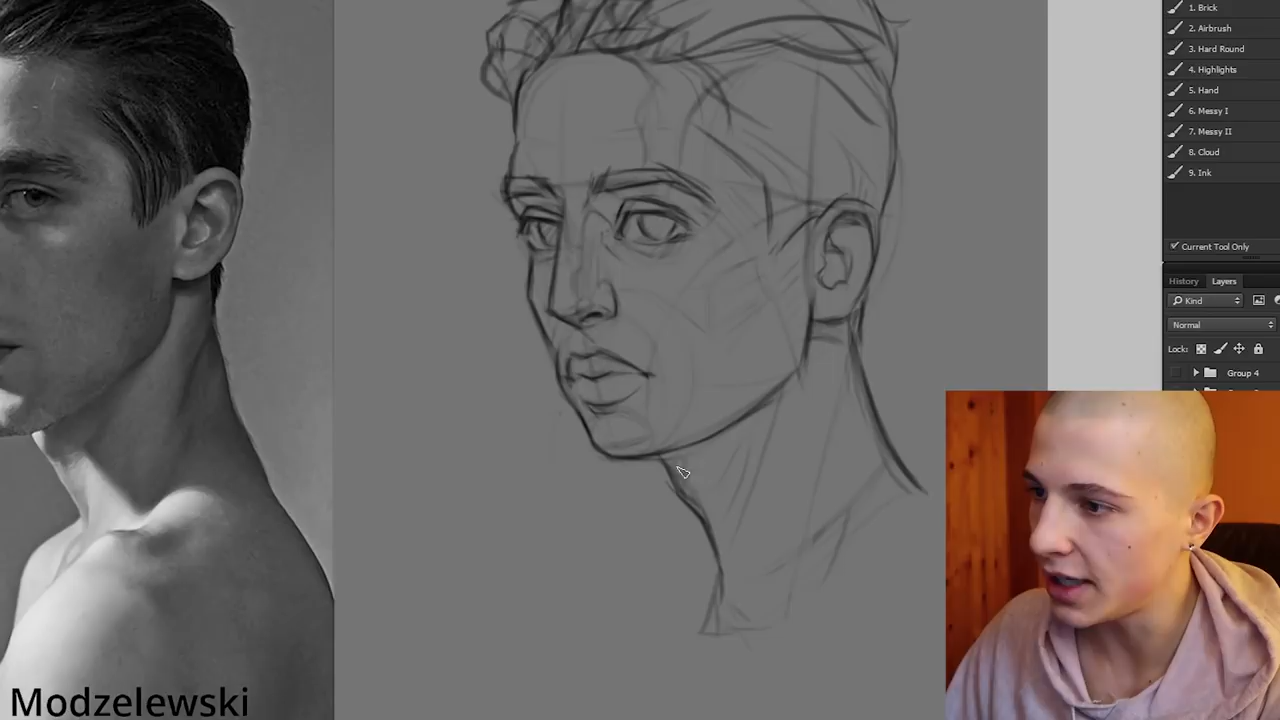 1. Brick
2. Airbrush
3. Hard Round
4. Highlights
5. Hand
6. Messy I
7. Messy II
8. Cloud
9. Ink
Current Tool Only
History Layers
Kind
Normal
Lock:
Group 4
Modzelewski